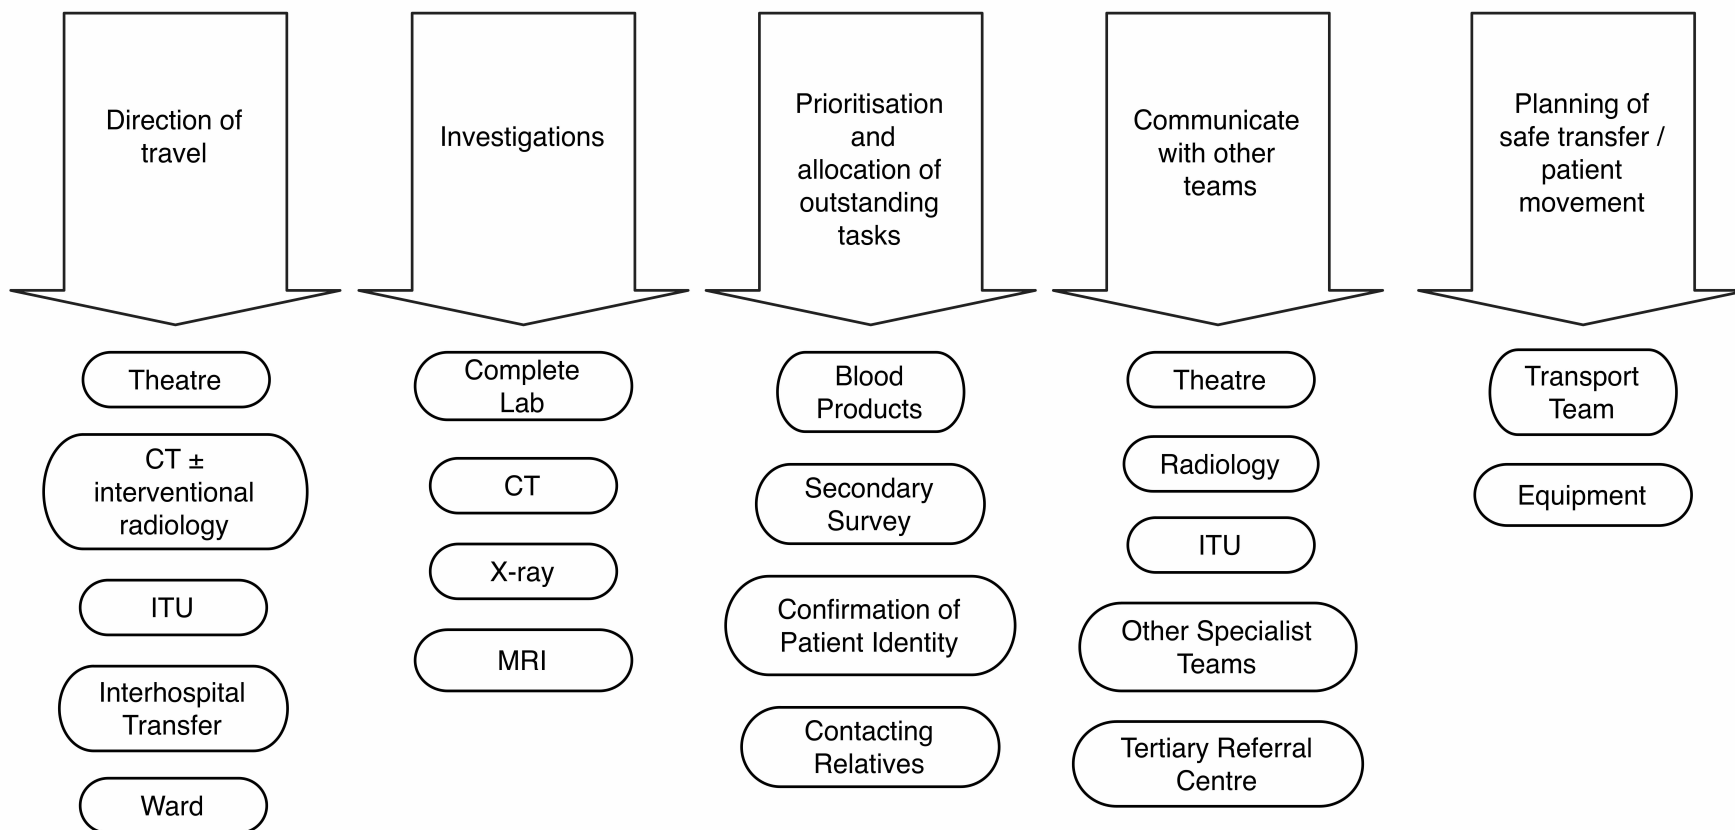 Direction of
travel
Theatre
CT ±
interventional
radiology
ITU
Interhospital
Transfer
Ward
Investigations
Complete
Lab
CT
X-ray
MRI
Prioritisation
and
allocation of
outstanding
tasks
Blood
Products
Secondary
Survey
Confirmation of
Patient Identity
Contacting
Relatives
Communicate
with other
teams
Theatre
Radiology
ITU
Other Specialist
Teams
Tertiary Referral
Centre
Planning of
safe transfer /
patient
movement
Transport
Team
Equipment